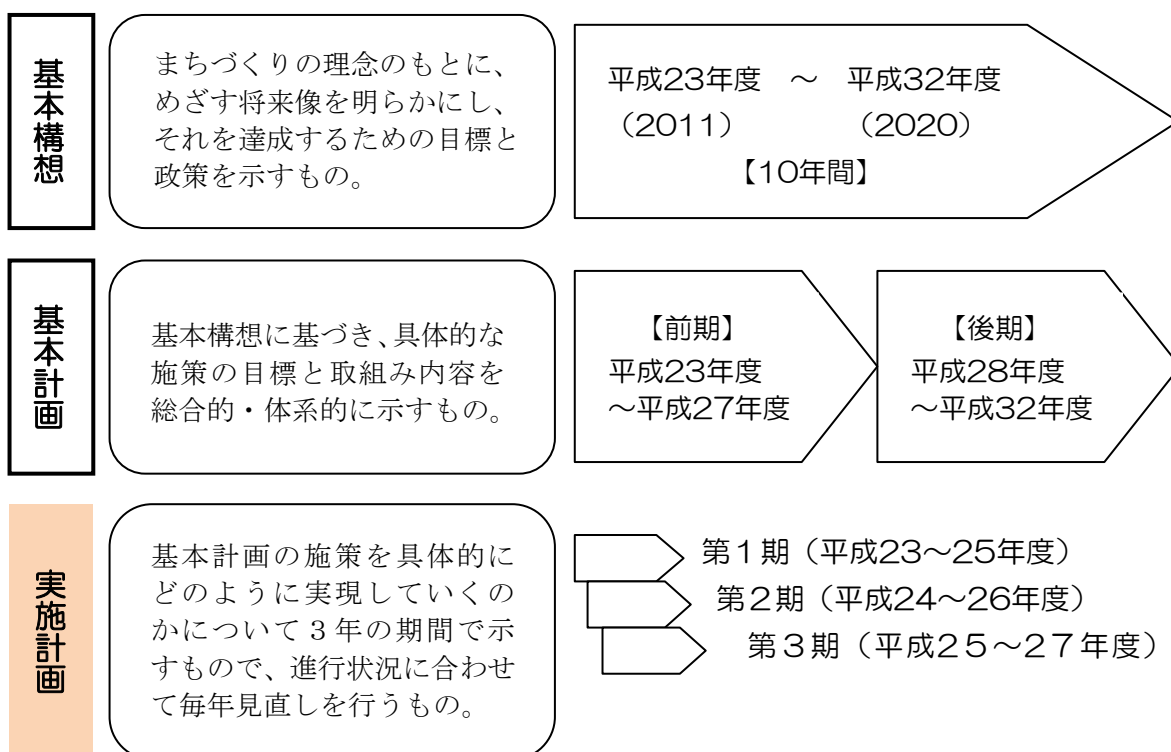 基本構想
まちづくりの理念のもとに、
めざす将来像を明らかにし、
それを達成するための目標と
政策を示すもの。
平成23年度 ～ 平成32年度
（2011） （2020）
【10年間】
基本計画
基本構想に基づき、具体的な
施策の目標と取組み内容を
総合的・体系的に示すもの。
【前期】
平成23年度
～平成27年度
【後期】
平成28年度
～平成32年度
実施計画
基本計画の施策を具体的に
どのように実現していくの
かについて３年の期間で示
すもので、進行状況に合わせ
て毎年見直しを行うもの。
第１期（平成23～25年度）
第２期（平成24～26年度）
第３期（平成２５～２７年度）